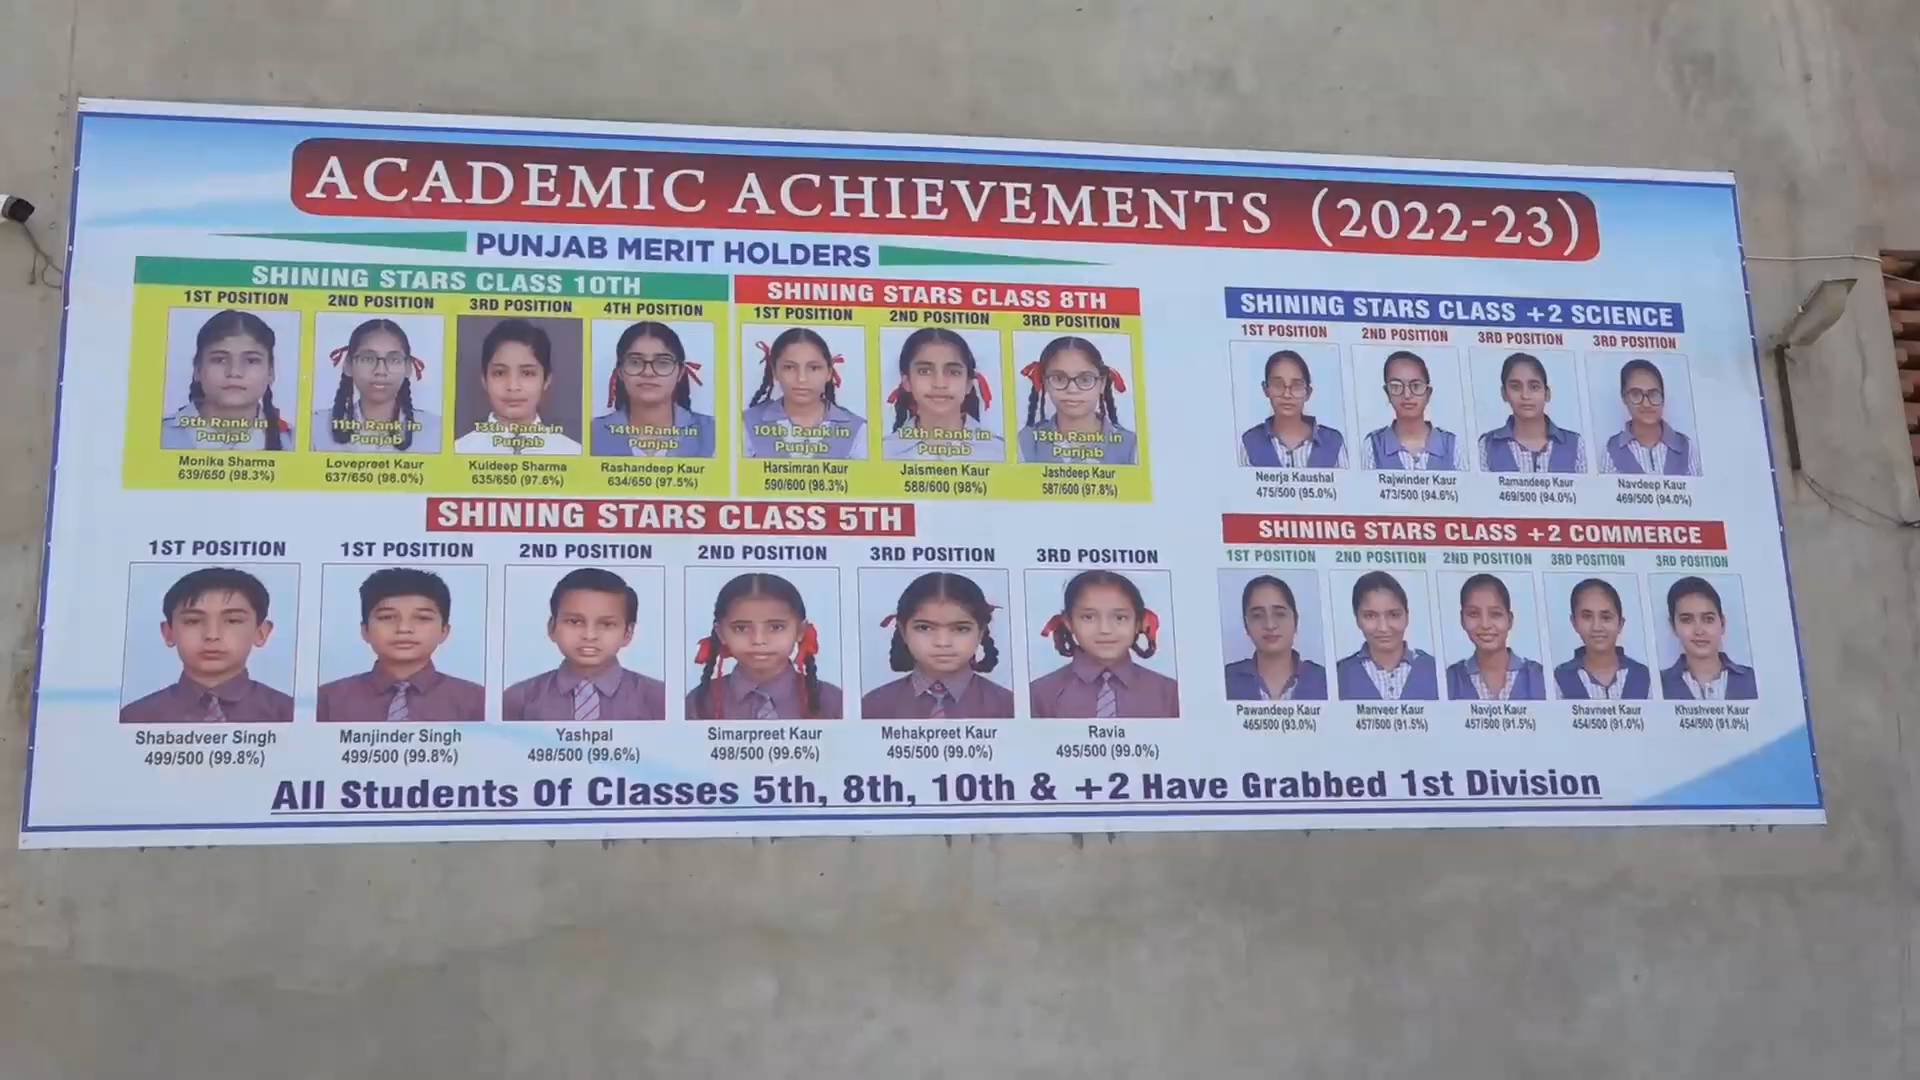 ACADEMIC ACHIEVEMENTS (2022-23)
PUNJAB MERIT HOLDERS
SHINING STARS CLASS 10TH
1ST POSITION 2ND POSITION 3RD POSITION 4TH POSITION
9th Rank in Punjab 11th Rank in Punjab 13th Rank in Punjab 14th Rank in Punjab
Monika Sharma Lovepreet Kaur Kuldeep Sharma Rashandeep Kaur
639/650 (98.3%) 637/650 (98.0%) 635/650 (97.6%) 634/650 (97.5%)
SHINING STARS CLASS 8TH
1ST POSITION 2ND POSITION 3RD POSITION
10th Rank in Punjab 12th Rank in Punjab 13th Rank in Punjab
Harsimran Kaur Jaismeen Kaur Jashdeep Kaur
590/600 (98.3%) 588/600 (98%) 587/600 (97.8%)
SHINING STARS CLASS +2 SCIENCE
1ST POSITION 2ND POSITION 3RD POSITION 3RD POSITION
Neerja Kaushal Rajwinder Kaur Ramandeep Kaur Navdeep Kaur
475/500 (95.0%) 473/500 (94.6%) 469/500 (94.0%) 469/500 (94.0%)
SHINING STARS CLASS 5TH
1ST POSITION 1ST POSITION 2ND POSITION 2ND POSITION 3RD POSITION 3RD POSITION
Shabadveer Singh Manjinder Singh Yashpal Simarpreet Kaur Mehakpreet Kaur Ravia
499/500 (99.8%) 499/500 (99.8%) 498/500 (99.6%) 498/500 (99.6%) 495/500 (99.0%) 495/500 (99.0%)
SHINING STARS CLASS +2 COMMERCE
1ST POSITION 2ND POSITION 2ND POSITION 3RD POSITION 3RD POSITION
Pawandeep Kaur Manveer Kaur Navjot Kaur Shavneet Kaur Khushveer Kaur
465/500 (93.0%) 457/500 (91.5%) 457/500 (91.5%) 454/500 (91.0%) 454/500 (91.0%)
All Students Of Classes 5th, 8th, 10th & +2 Have Grabbed 1st Division